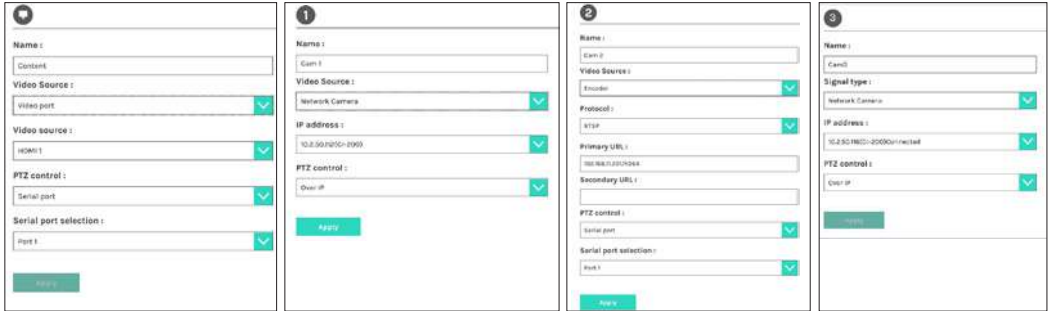 Name :
Content
Video Source :
Video port
Video source :
HDMI 1
PTZ control :
Serial port
Serial port selection :
Port 1
Apply
1
Name :
Cam 1
Video Source :
Network Camera
IP address :
PTZ control :
Over IP
Apply
2
Name :
Cam 2
Video Source :
Encoder
Protocol :
RTSP
Primary URL :
Secondary URL :
PTZ control :
Serial port
Serial port selection :
Port 1
Apply
3
Name :
Signal type :
Network Camera
IP address :
PTZ control :
Over IP
Apply